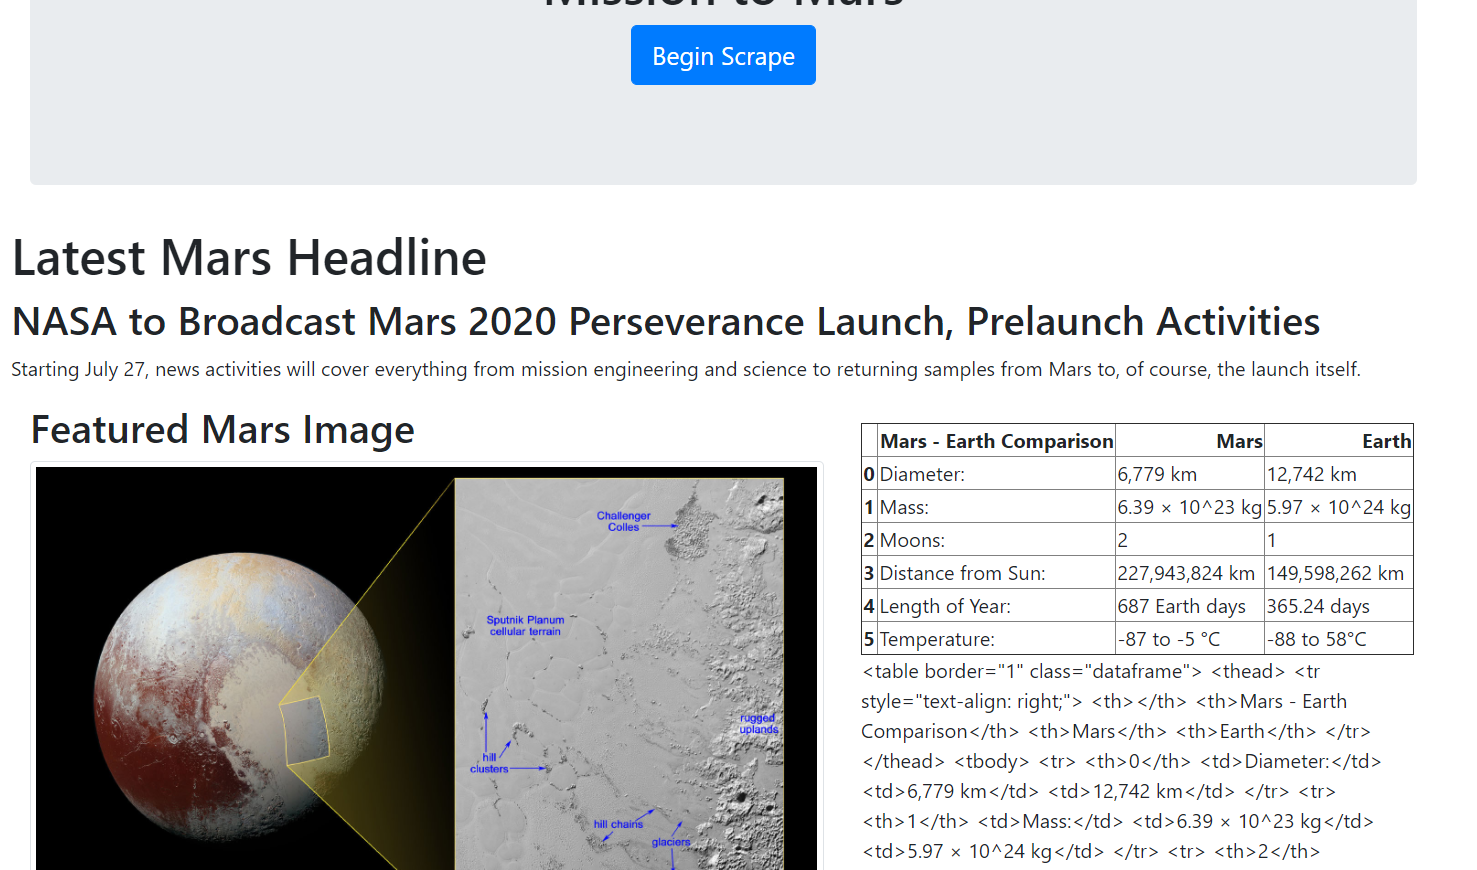 Mission to Mars
Begin Scrape
Latest Mars Headline
NASA to Broadcast Mars 2020 Perseverance Launch, Prelaunch Activities
Starting July 27, news activities will cover everything from mission engineering and science to returning samples from Mars to, of course, the launch itself.
Featured Mars Image
Challenger
Colles
Sputnik Planum
cellular terrain
rugged
uplands
hill
clusters
hill chains
glaciers
Mars - Earth Comparison Mars Earth
0 Diameter: 6,779 km 12,742 km
1 Mass: 6.39 × 10^23 kg 5.97 × 10^24 kg
2 Moons: 2 1
3 Distance from Sun: 227,943,824 km 149,598,262 km
4 Length of Year: 687 Earth days 365.24 days
5 Temperature: -87 to -5 °C -88 to 58°C
<table border="1" class="dataframe"> <thead> <tr
style="text-align: right;"> <th></th> <th>Mars - Earth
Comparison</th> <th>Mars</th> <th>Earth</th> </tr>
</thead> <tbody> <tr> <th>0</th> <td>Diameter:</td>
<td>6,779 km</td> <td>12,742 km</td> </tr> <tr>
<th>1</th> <td>Mass:</td> <td>6.39 × 10^23 kg</td>
<td>5.97 × 10^24 kg</td> </tr> <tr> <th>2</th>